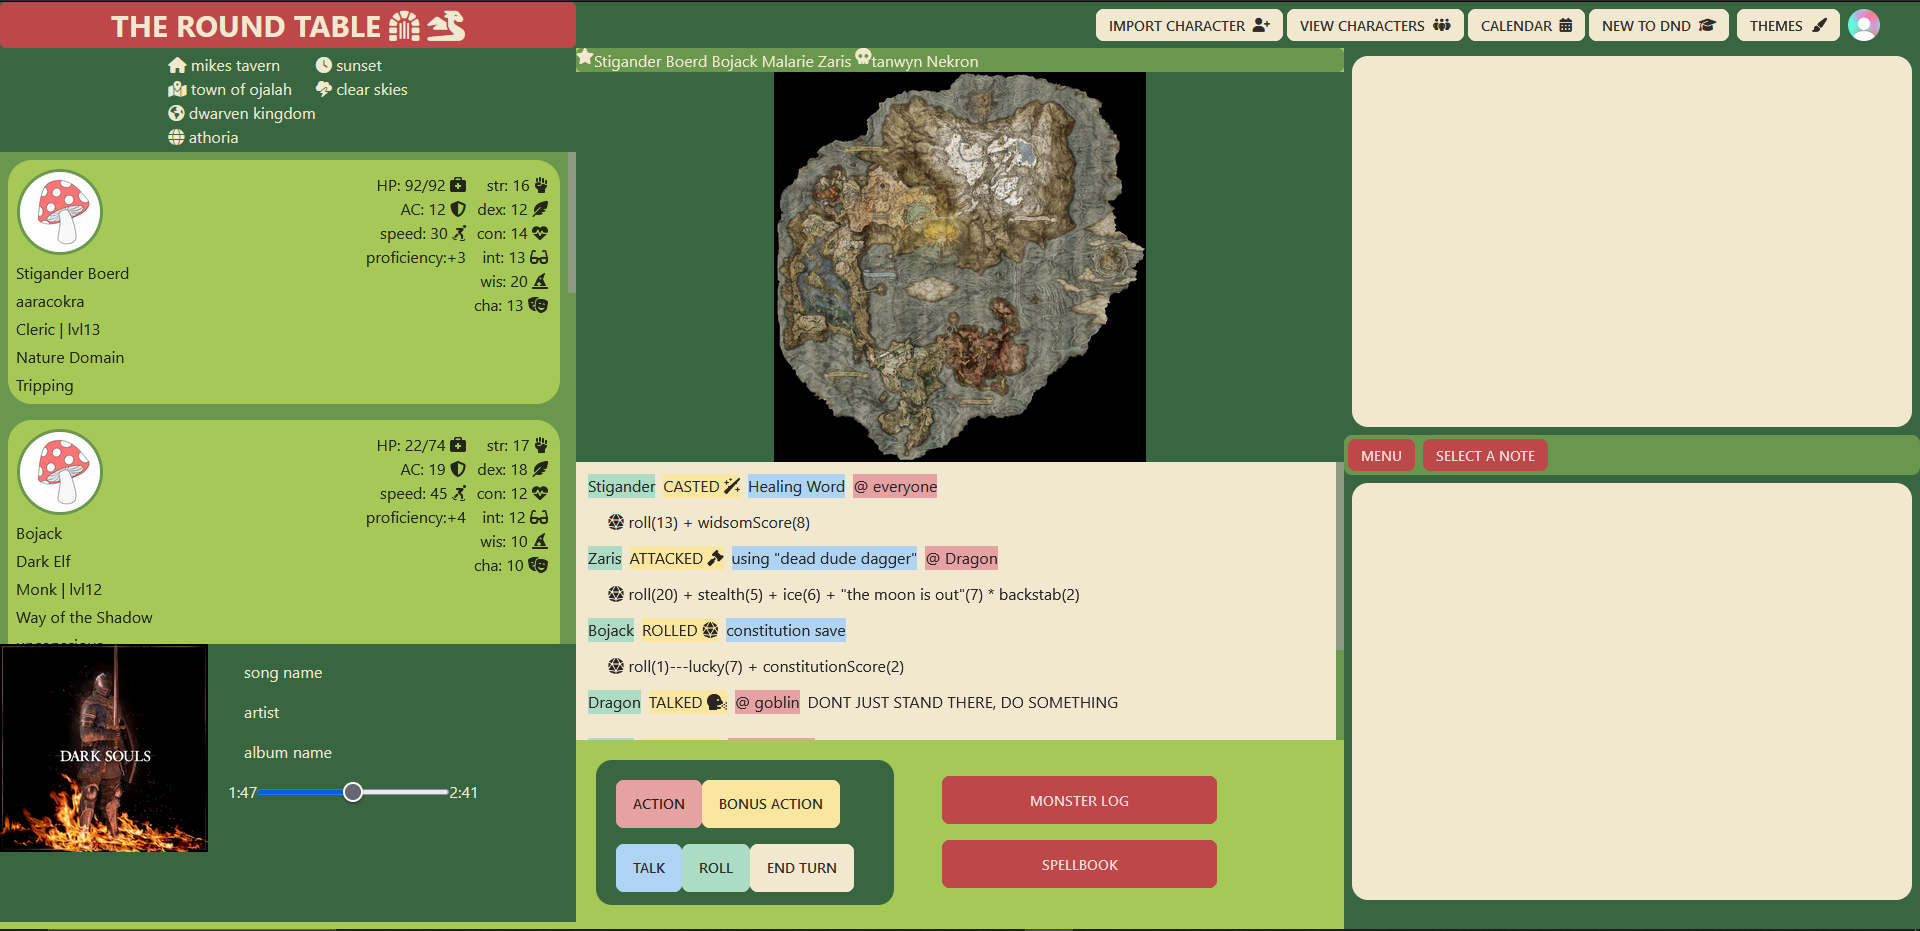 THE ROUND TABLE
IMPORT CHARACTER
VIEW CHARACTERS
CALENDAR
NEW TO DND
THEMES
mikes tavern
sunset
town of ojalah
clear skies
dwarven kingdom
athoria
Stigander Boerd Bojack Malarie Zaris tanwyn Nekron
HP: 92/92 str: 16
AC: 12 dex: 12
speed: 30 con: 14
proficiency:+3 int: 13
wis: 20
cha: 13
Stigander Boerd
aaracokra
Cleric | lvl13
Nature Domain
Tripping
HP: 22/74 str: 17
AC: 19 dex: 18
speed: 45 con: 12
proficiency:+4 int: 12
wis: 10
cha: 10
Bojack
Dark Elf
Monk | lvl12
Way of the Shadow
DARK SOULS
song name
artist
album name
1:47 2:41
Stigander CASTED Healing Word @ everyone
roll(13) + widsomScore(8)
Zaris ATTACKED using "dead dude dagger" @ Dragon
roll(20) + stealth(5) + ice(6) + "the moon is out"(7) * backstab(2)
Bojack ROLLED constitution save
roll(1)---lucky(7) + constitutionScore(2)
Dragon TALKED @ goblin DONT JUST STAND THERE, DO SOMETHING
ACTION BONUS ACTION
TALK ROLL END TURN
MONSTER LOG
SPELLBOOK
MENU
SELECT A NOTE